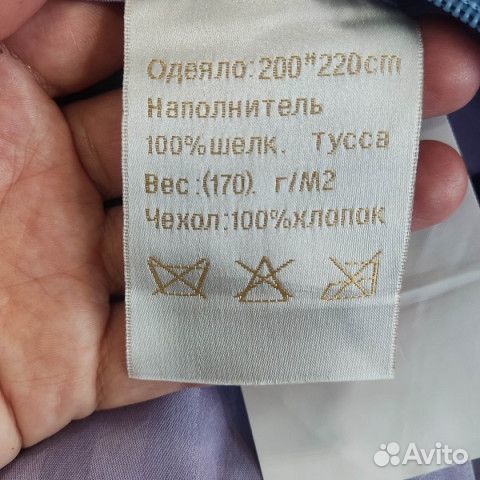 Одеяло:200*220cm
Наполнитель
100%шелк. Тусса
Вес:(170). г/М2
Чехол:100%хлопок
Avito